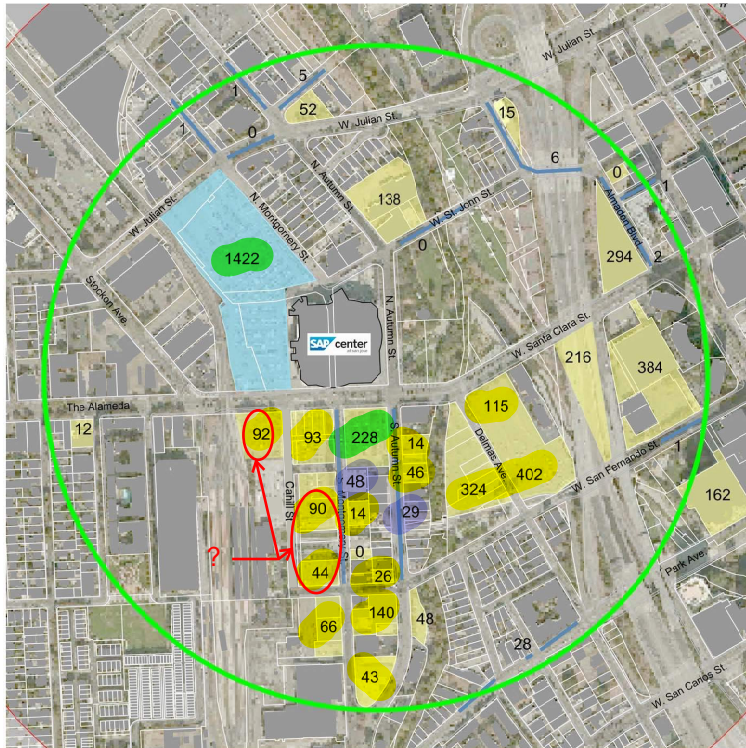 W. Julian St.
5
1
52
15
1
0
W. Julian St.
6
0
1
N. Autumn St.
138
W. St. John St.
0
Almaden Blvd.
W. Julian St.
N. Montgomery St.
1422
294
2
Stockton Ave.
N. Autumn St.
SAP center
W. Santa Clara St.
216
384
The Alameda
12
92
93
228
S. Autumn St.
14
115
46
Delmas Ave.
1
W. San Fernando St.
48
324
402
162
Cahill St.
Montgomery St.
90
14
29
?
0
44
26
Park Ave.
66
140
48
28
43
W. San Carlos St.